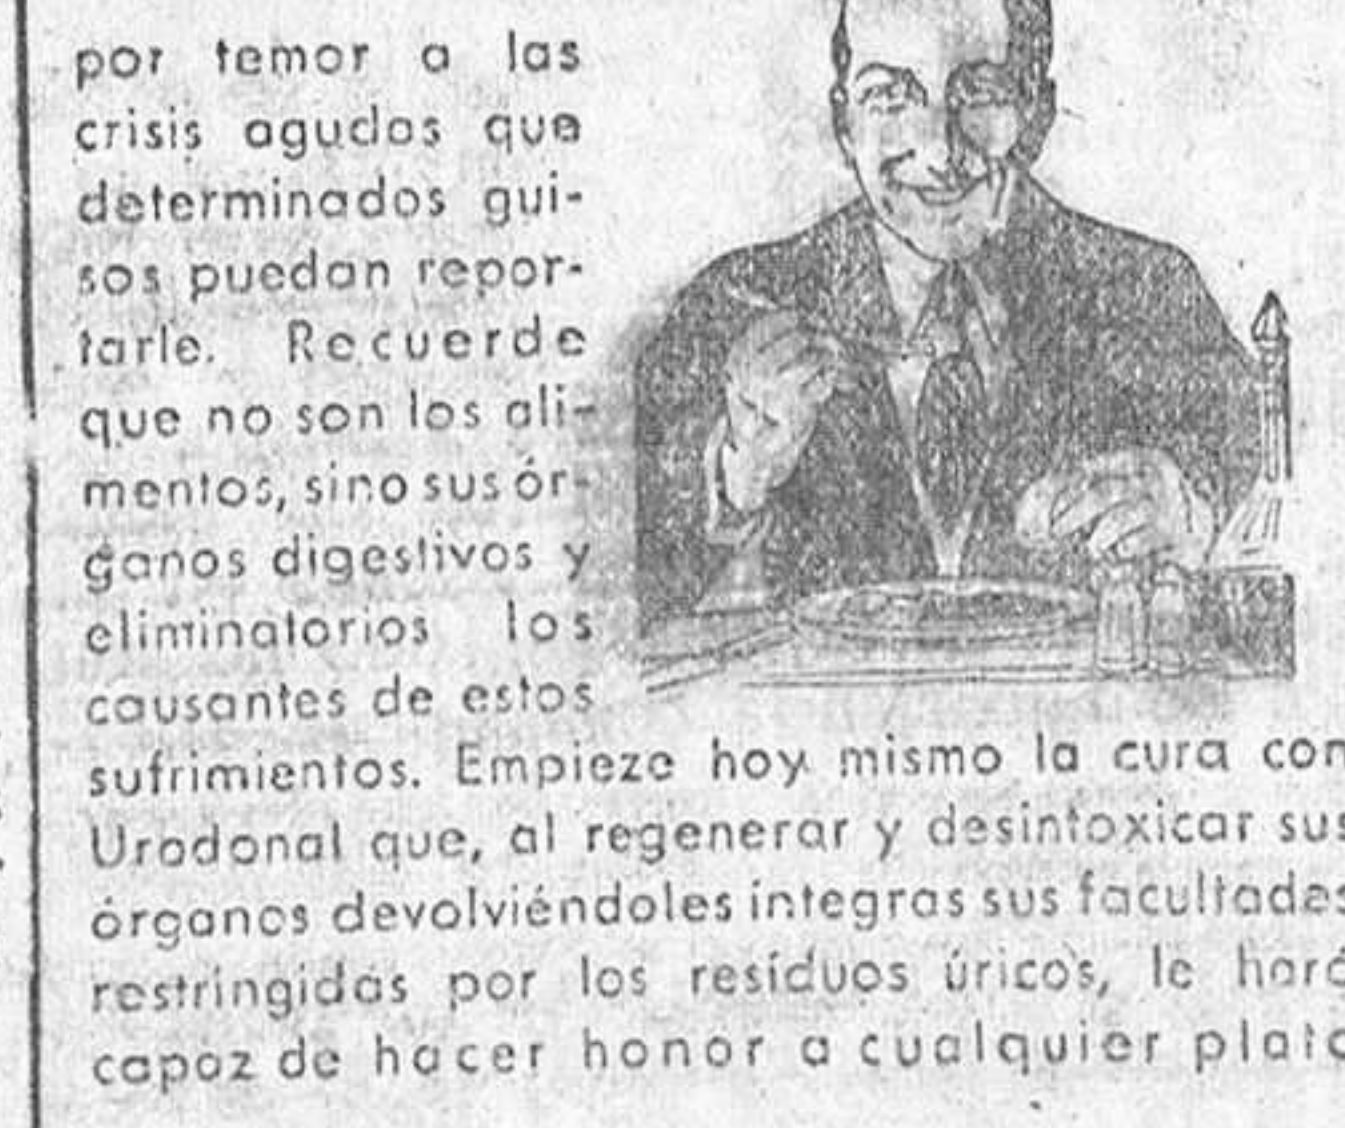 por temor a las
crisis agudas que
determinados gui-
sos puedan repor-
tarle. Recuerde
que no son los ali-
mentos, sino sus ór-
ganos digestivos y
eliminatorios los
causantes de estos
sufrimientos. Empieze hoy mismo la cura con
Urodonal que, al regenerar y desintoxicar sus
órganos devolviéndoles íntegras sus facultades
restringidas por los resíduos úricos, le hará
capaz de hacer honor a cualquier plato